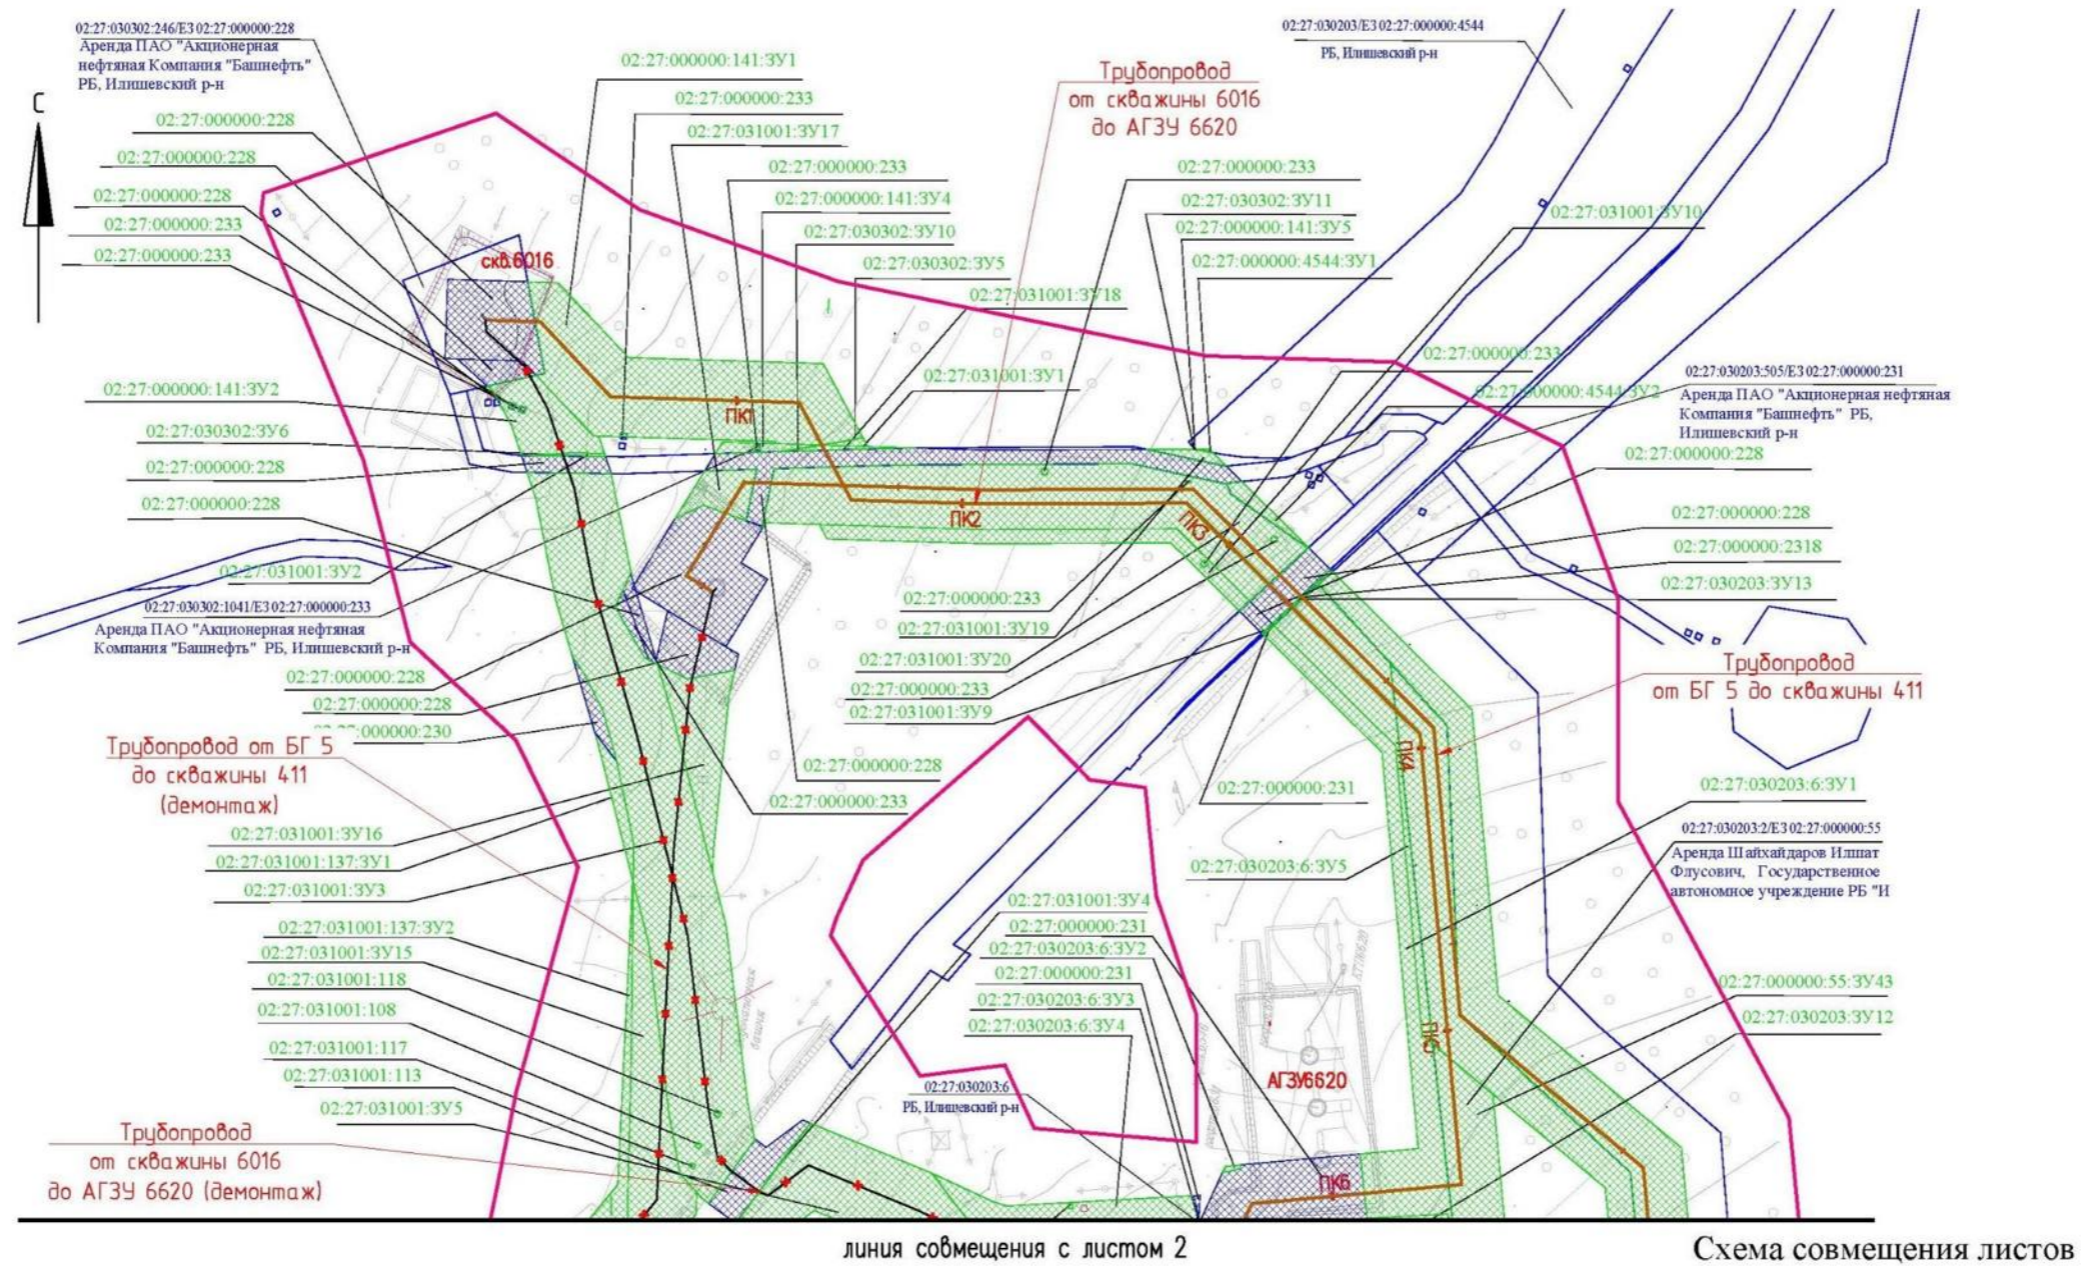 02:27:030302:246/ЕЗ 02:27:000000:228
Аренда ПАО "Акционерная
нефтяная Компания "Башнефть"
РБ, Илишевский р-н
С
02:27:000000:228
02:27:000000:228
02:27:000000:228
02:27:000000:233
02:27:000000:233
02:27:000000:141:ЗУ1
02:27:000000:233
02:27:031001:ЗУ17
02:27:000000:233
02:27:000000:141:ЗУ4
02:27:030302:ЗУ10
02:27:030302:ЗУ5
02:27:031001:ЗУ18
02:27:031001:ЗУ1
Трубопровод
от скважины 6016
до АГЗУ 6620
02:27:000000:233
02:27:030302:ЗУ11
02:27:000000:141:ЗУ5
02:27:000000:4544:ЗУ1
02:27:030203/ЕЗ 02:27:000000:4544
РБ, Илишевский р-н
02:27:031001:ЗУ10
02:27:000000:233
02:27:000000:4544:ЗУ2
02:27:030203:505/ЕЗ 02:27:000000:231
Аренда ПАО "Акционерная нефтяная
Компания "Башнефть" РБ,
Илишевский р-н
02:27:000000:228
02:27:000000:228
02:27:000000:2318
02:27:030203:ЗУ13
скв.6016
ПК1
ПК2
ПК3
02:27:000000:141:ЗУ2
02:27:030302:ЗУ6
02:27:000000:228
02:27:000000:228
02:27:031001:ЗУ2
02:27:030302:1041/ЕЗ 02:27:000000:233
Аренда ПАО "Акционерная нефтяная
Компания "Башнефть" РБ, Илишевский р-н
02:27:000000:228
02:27:000000:228
:000000:230
Трубопровод от БГ 5
до скважины 411
(демонтаж)
02:27:000000:233
02:27:031001:ЗУ19
02:27:031001:ЗУ20
02:27:000000:233
02:27:031001:ЗУ9
02:27:000000:228
02:27:000000:233
02:27:000000:231
Трубопровод
от БГ 5 до скважины 411
ПК4
02:27:030203:6:ЗУ1
02:27:030203:2/ЕЗ 02:27:000000:55
Аренда Шайхайдаров Илшат
Флусович, Государственное
автономное учреждение РБ "И
02:27:030203:6:ЗУ5
02:27:031001:ЗУ16
02:27:031001:137:ЗУ1
02:27:031001:ЗУ3
02:27:031001:137:ЗУ2
02:27:031001:ЗУ15
02:27:031001:118
02:27:031001:108
02:27:031001:117
02:27:031001:113
02:27:031001:ЗУ5
02:27:031001:ЗУ4
02:27:000000:231
02:27:030203:6:ЗУ2
02:27:000000:231
02:27:030203:6:ЗУ3
02:27:030203:6:ЗУ4
02:27:030203:6
РБ, Илишевский р-н
АГЗУ6620
ПК5
ПК6
02:27:000000:55:ЗУ43
02:27:030203:ЗУ12
Трубопровод
от скважины 6016
до АГЗУ 6620 (демонтаж)
линия совмещения с листом 2
Схема совмещения листов